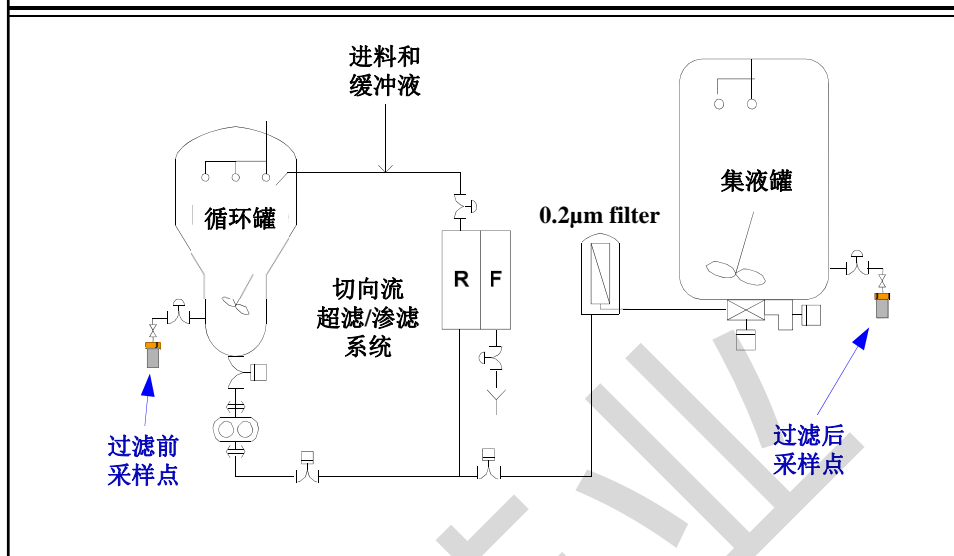 进料和
缓冲液
循环罐
集液罐
0.2μm filter
R F
切向流
超滤/渗滤
系统
过滤前
采样点
过滤后
采样点
业